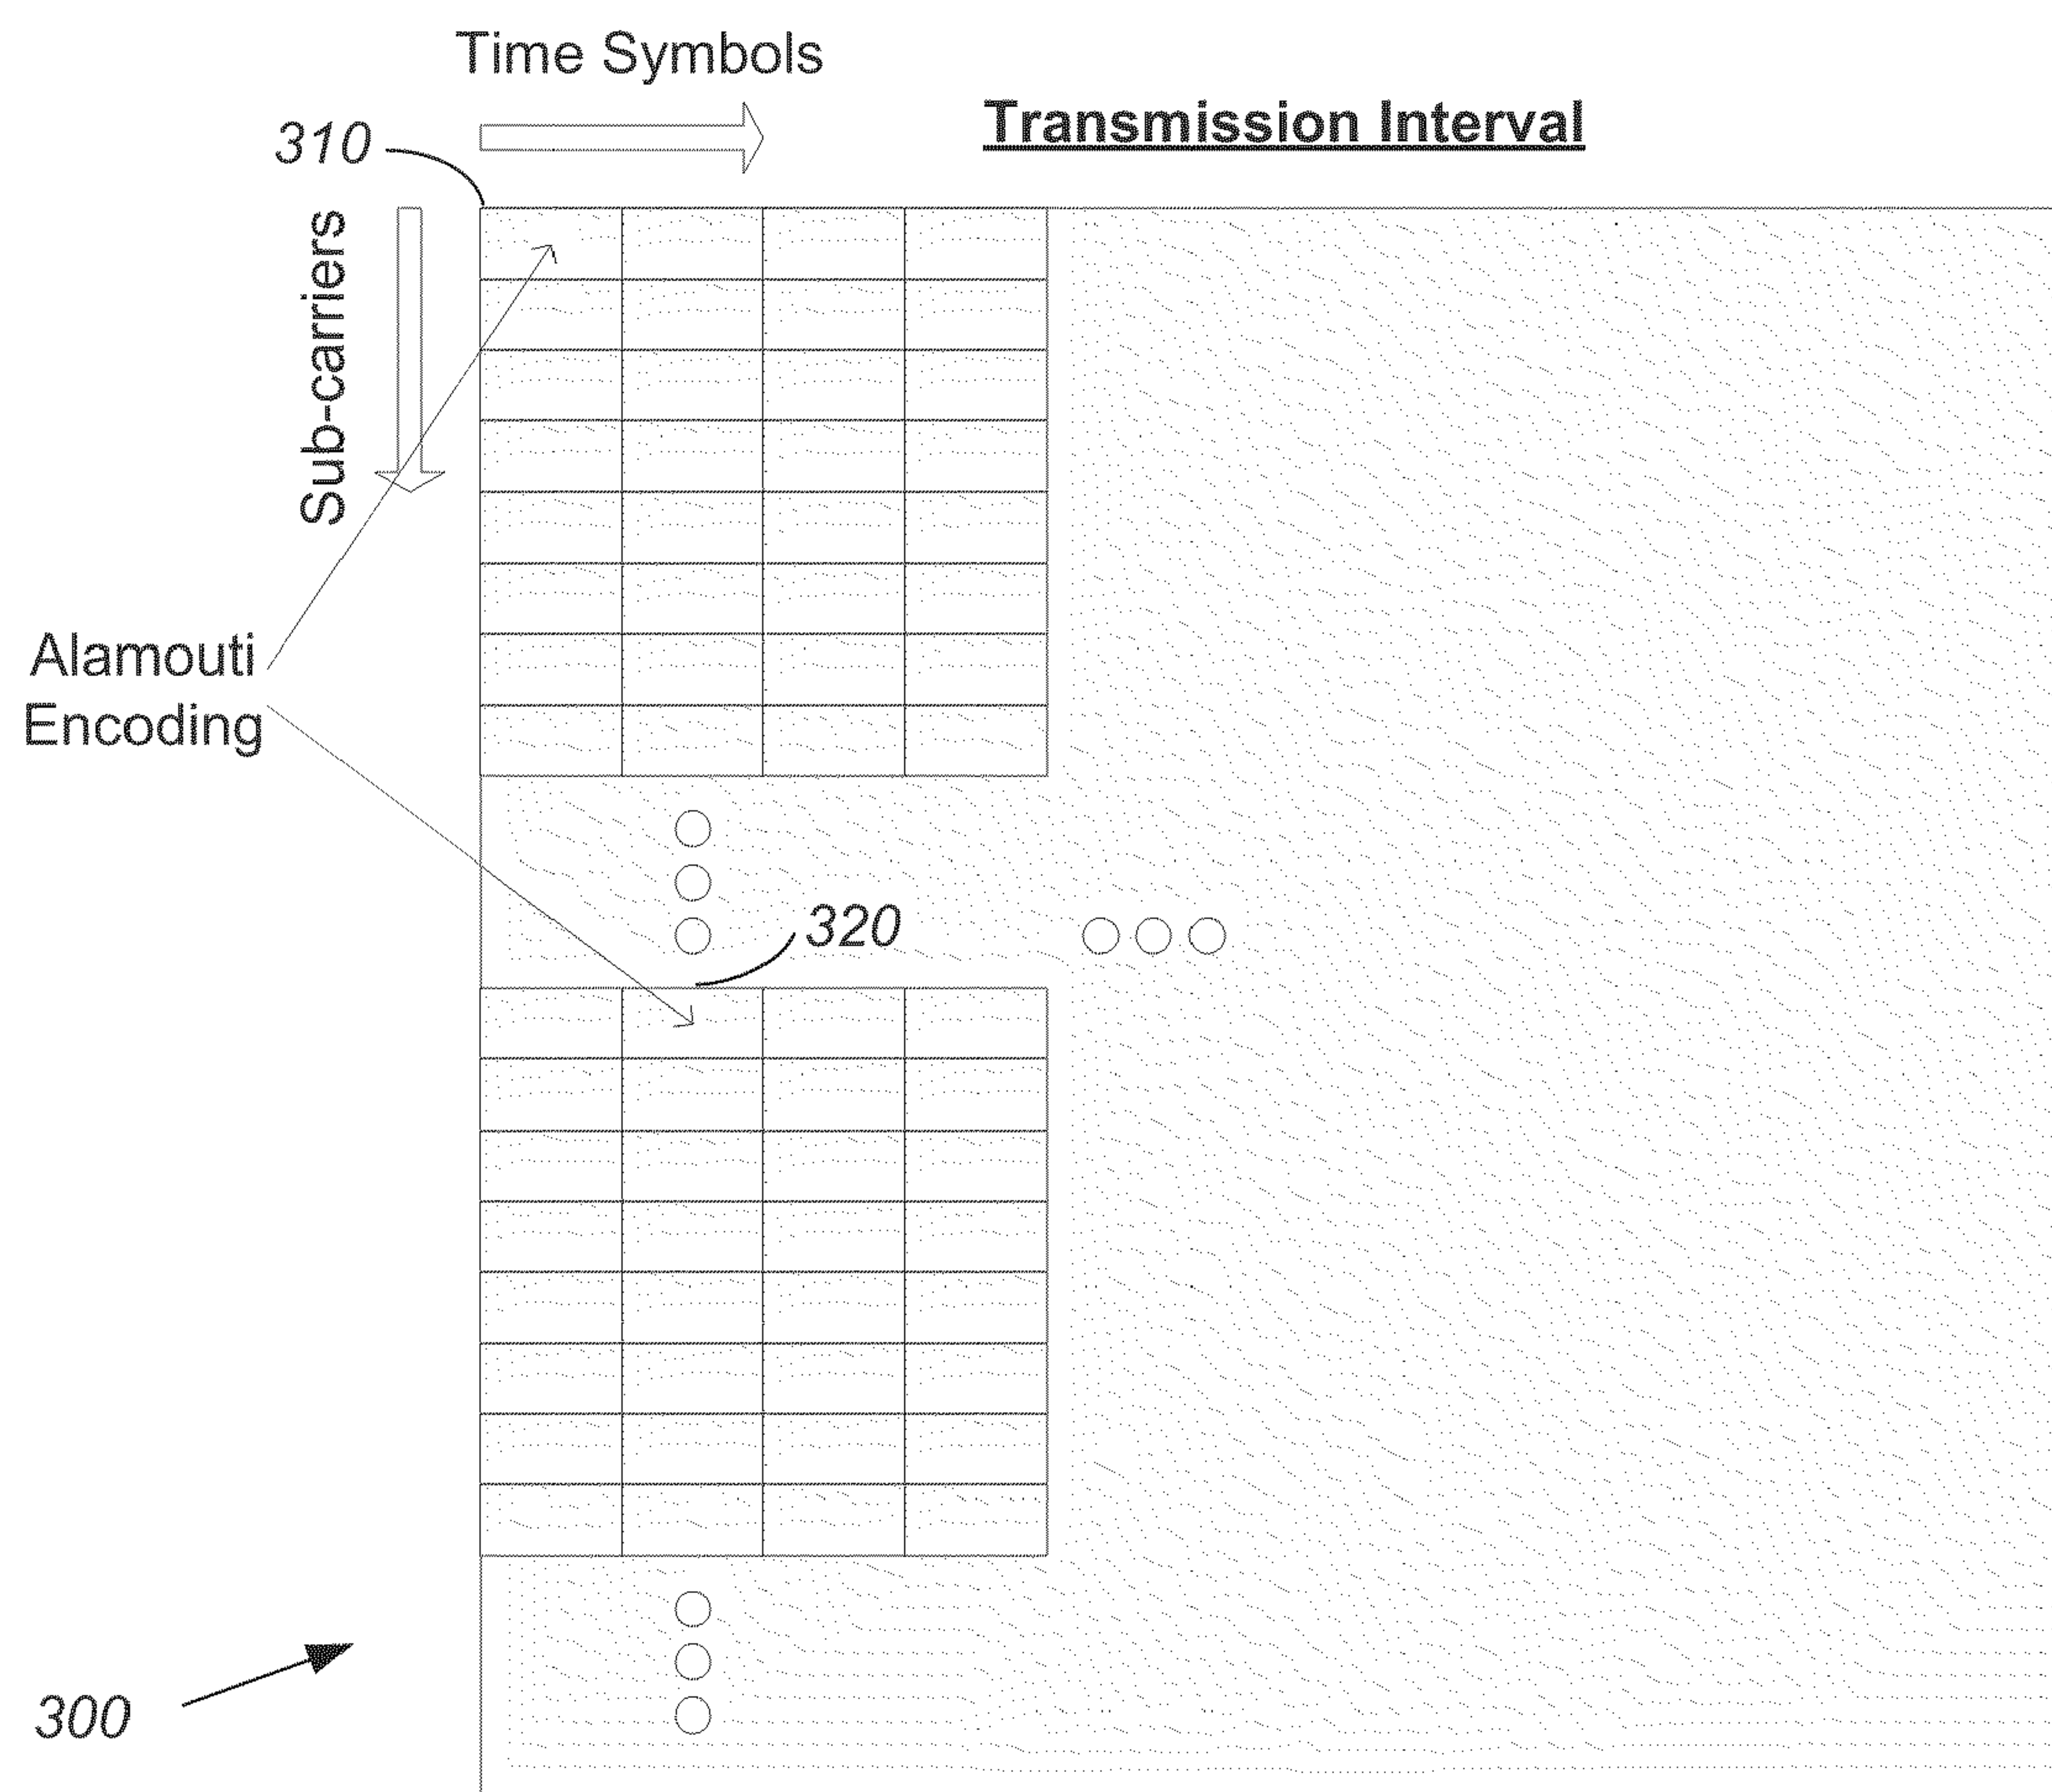 Time Symbols
Transmission Interval
310
Sub-carriers
Alamouti
Encoding
320
300